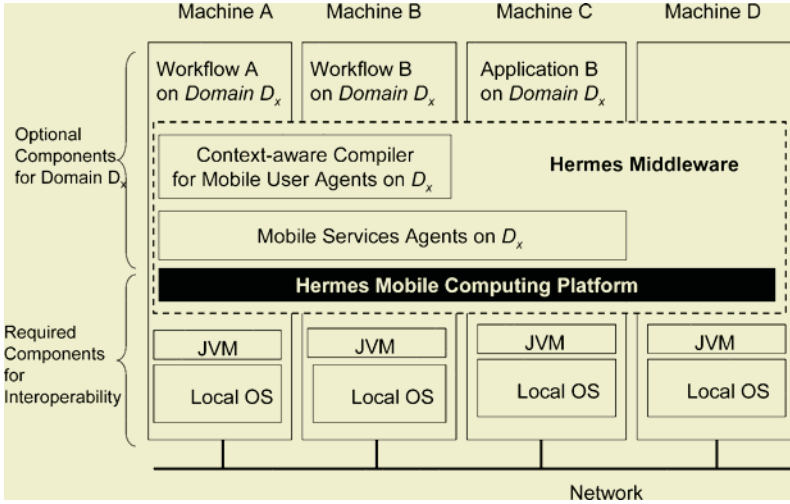 Machine A Machine B Machine C Machine D
Workflow A
on Domain Dx
Workflow B
on Domain Dx
Application B
on Domain Dx
Optional
Components
for Domain Dx
Context-aware Compiler
for Mobile User Agents on Dx
Hermes Middleware
Mobile Services Agents on Dx
Hermes Mobile Computing Platform
Required
Components
for
Interoperability
JVM JVM JVM JVM
Local OS Local OS Local OS Local OS
Network